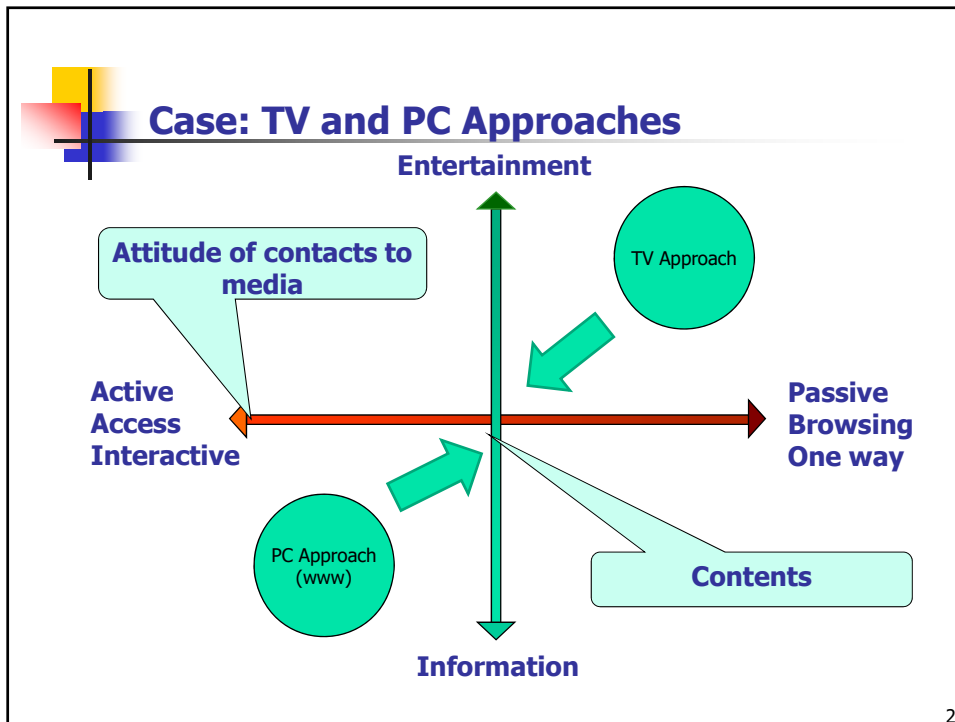 Case: TV and PC Approaches
Entertainment
TV Approach
Attitude of contacts to
media
Active
Access
Interactive
Passive
Browsing
One way
PC Approach
(www)
Contents
Information
2